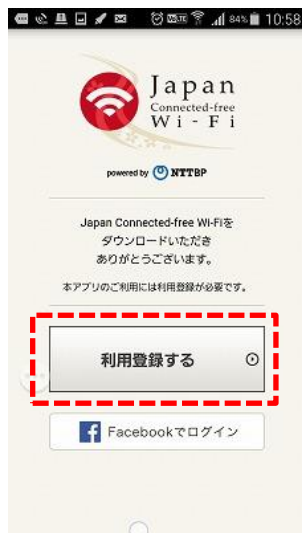 84% 10:58
Japan
Connected-free
Wi-Fi
powered by NTTBP
Japan Connected-free Wi-Fiを
ダウンロードいただき
ありがとうございます。
本アプリのご利用には利用登録が必要です。
利用登録する
Facebookでログイン